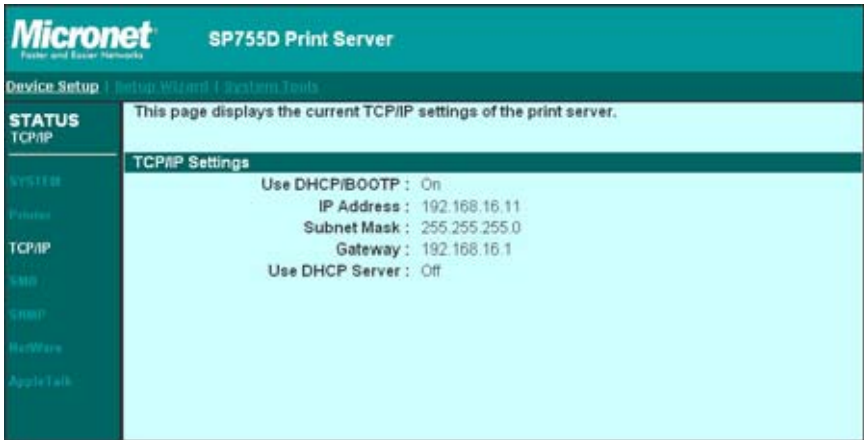 Micronet
Faster and Easier Networks
SP755D Print Server
Device Setup | Setup Wizard | System Tools
STATUS
TCP/IP
This page displays the current TCP/IP settings of the print server.
TCP/IP Settings
Use DHCP/BOOTP : On
IP Address : 192.168.16.11
Subnet Mask : 255.255.255.0
Gateway : 192.168.16.1
Use DHCP Server : Off
SYSTEM
Printer
TCP/IP
SMB
SNMP
NetWare
AppleTalk